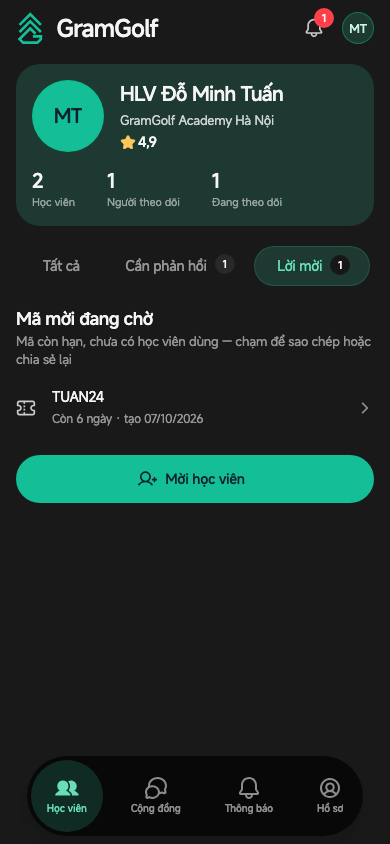 GramGolf
1
MT
MT
HLV Đỗ Minh Tuấn
GramGolf Academy Hà Nội
4,9
2
Học viên
1
Người theo dõi
1
Đang theo dõi
Tất cả
Cần phản hồi 1
Lời mời 1
Mã mời đang chờ
Mã còn hạn, chưa có học viên dùng — chạm để sao chép hoặc
chia sẻ lại
TUAN24
Còn 6 ngày · tạo 07/10/2026
Mời học viên
Học viên
Cộng đồng
Thông báo
Hồ sơ